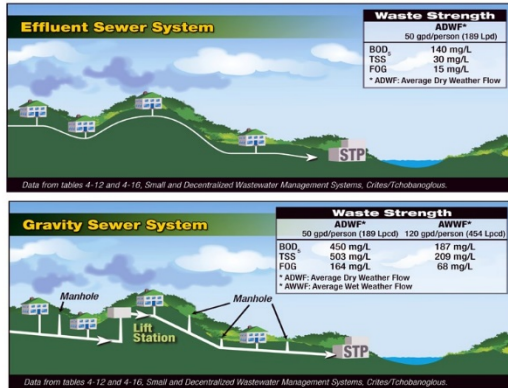 Effluent Sewer System
Waste Strength
ADWF*
50 gpd/person (189 Lpd)
BOD5 140 mg/L
TSS 30 mg/L
FOG 15 mg/L
* ADWF: Average Dry Weather Flow
STP
Data from tables 4-12 and 4-16, Small and Decentralized Wastewater Management Systems, Crites/Tchobanoglous.
Gravity Sewer System
Waste Strength
ADWF* AWWF*
50 gpd/person (189 Lpcd) 120 gpd/person (454 Lpcd)
BOD5 450 mg/L 187 mg/L
TSS 503 mg/L 209 mg/L
FOG 164 mg/L 68 mg/L
* ADWF: Average Dry Weather Flow
* AWWF: Average Wet Weather Flow
Manhole
Manhole
Lift
Station
STP
Data from tables 4-12 and 4-16, Small and Decentralized Wastewater Management Systems, Crites/Tchobanoglous.